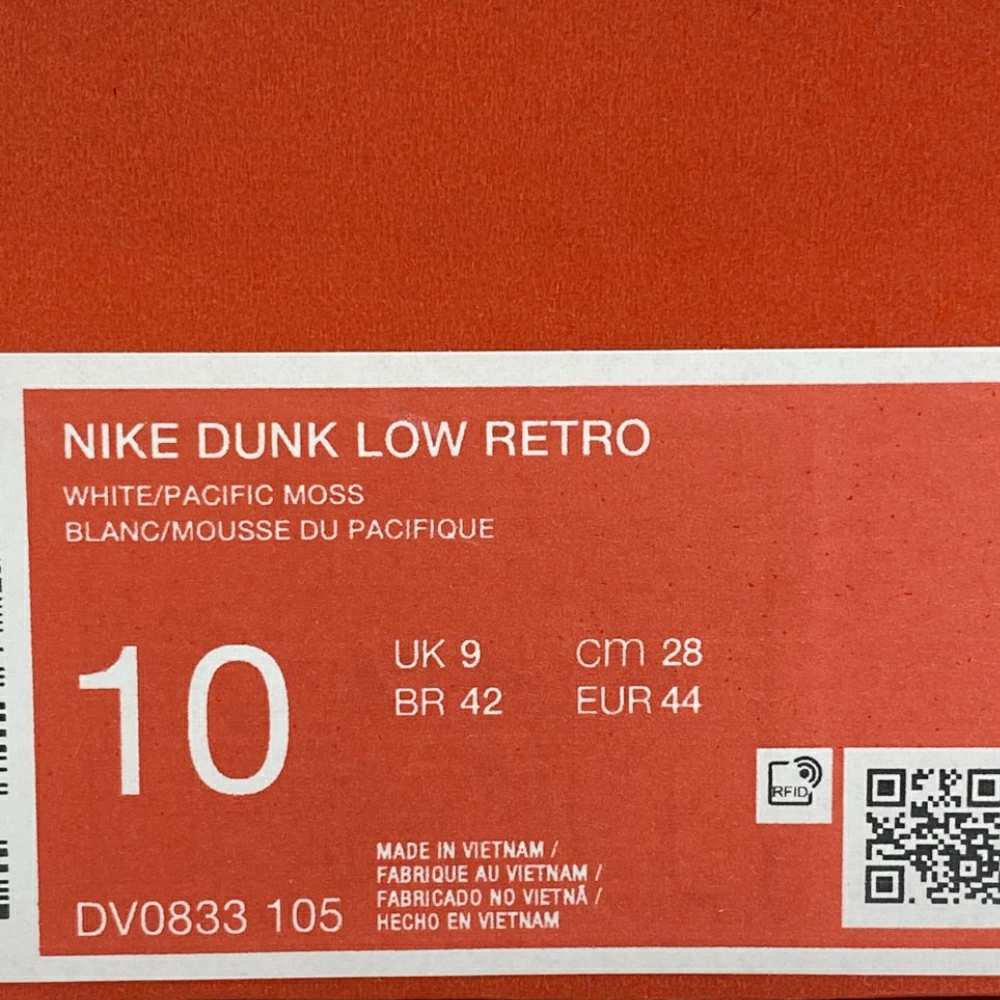 NIKE DUNK LOW RETRO
WHITE/PACIFIC MOSS
BLANC/MOUSSE DU PACIFIQUE
10
UK 9
cm 28
BR 42
EUR 44
RFID
DV0833 105
MADE IN VIETNAM /
FABRIQUE AU VIETNAM /
FABRICADO NO VIETNÃ /
HECHO EN VIETNAM